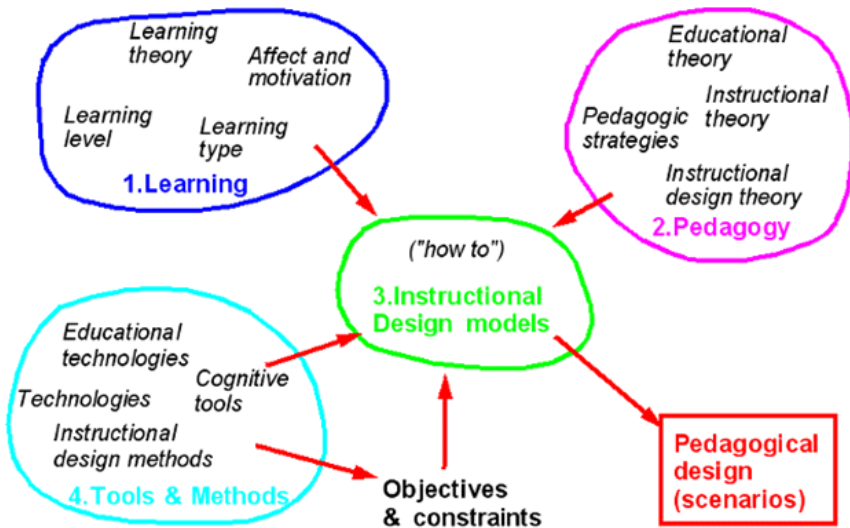 Learning
theory
Affect and
motivation
Learning
level
Learning
type
1.Learning
Educational
theory
Instructional
theory
Pedagogic
strategies
Instructional
design theory
2.Pedagogy
("how to")
3.Instructional
Design models
Educational
technologies
Cognitive
tools
Technologies
Instructional
design methods
4.Tools & Methods
Objectives
& constraints
Pedagogical
design
(scenarios)